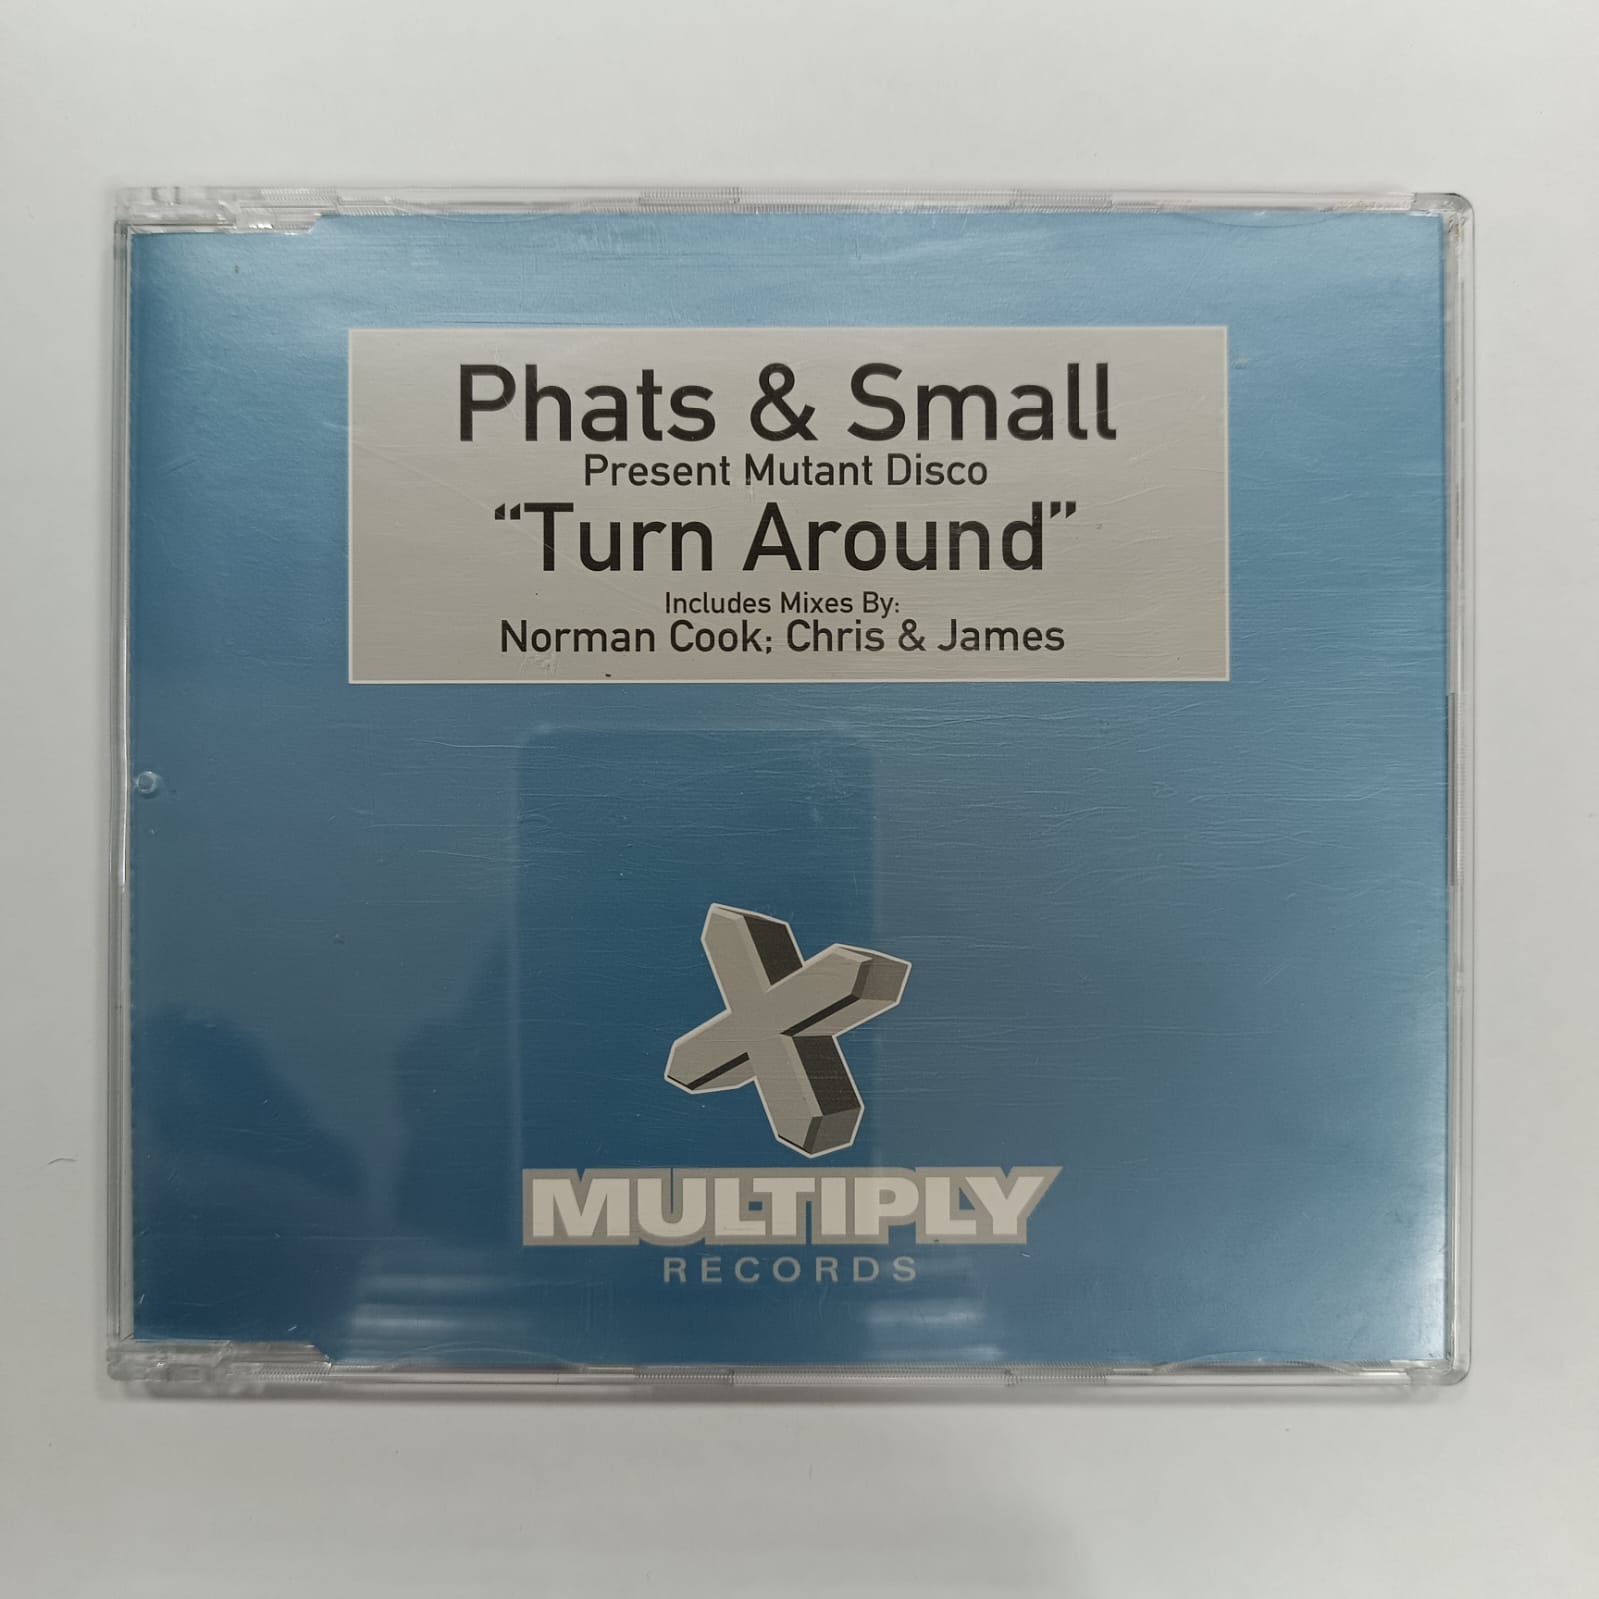 Phats & Small
Present Mutant Disco
“Turn Around”
Includes Mixes By:
Norman Cook; Chris & James
MULTIPLY
RECORDS